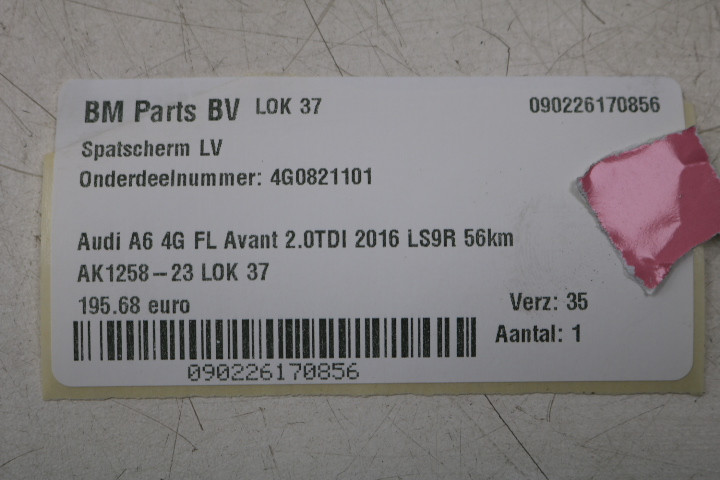 BM Parts BV LOK 37 090226170856
Spatscherm LV
Onderdeelnummer: 4G0821101
Audi A6 4G FL Avant 2.0TDI 2016 LS9R 56km
AK1258-23 LOK 37
195.68 euro Verz: 35
Aantal: 1
090226170856